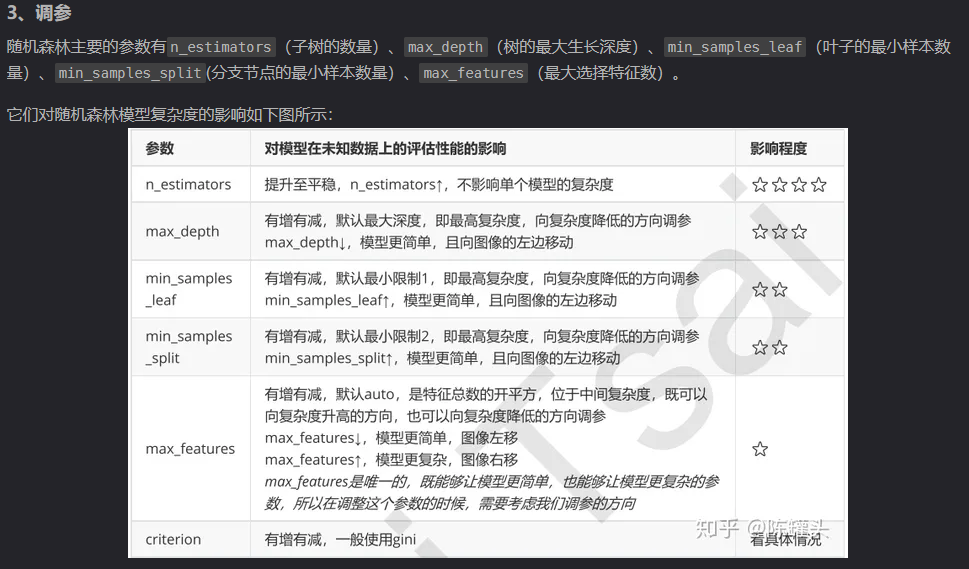 3、调参
随机森林主要的参数有n_estimators（子树的数量）、max_depth（树的最大生长深度）、min_samples_leaf（叶子的最小样本数
量）、min_samples_split(分支节点的最小样本数量）、max_features（最大选择特征数）。
它们对随机森林模型复杂度的影响如下图所示：
参数 对模型在未知数据上的评估性能的影响 影响程度
n_estimators 提升至平稳，n_estimators↑，不影响单个模型的复杂度 ☆☆☆☆
max_depth
有增有减，默认最大深度，即最高复杂度，向复杂度降低的方向调参
max_depth↓，模型更简单，且向图像的左边移动
☆☆☆
min_samples
_leaf
有增有减，默认最小限制1，即最高复杂度，向复杂度降低的方向调参
min_samples_leaf↑，模型更简单，且向图像的左边移动
☆☆
min_samples
_split
有增有减，默认最小限制2，即最高复杂度，向复杂度降低的方向调参
min_samples_split↑，模型更简单，且向图像的左边移动
☆☆
max_features
有增有减，默认auto，是特征总数的开平方，位于中间复杂度，既可以
向复杂度升高的方向，也可以向复杂度降低的方向调参
max_features↓，模型更简单，图像左移
max_features↑，模型更复杂，图像右移
max_features是唯一的，既能够让模型更简单，也能够让模型更复杂的参
数，所以在调整这个参数的时候，需要考虑我们调参的方向
☆
criterion 有增有减，一般使用gini 看具体情况
知乎 @陈罐头
i Tsai